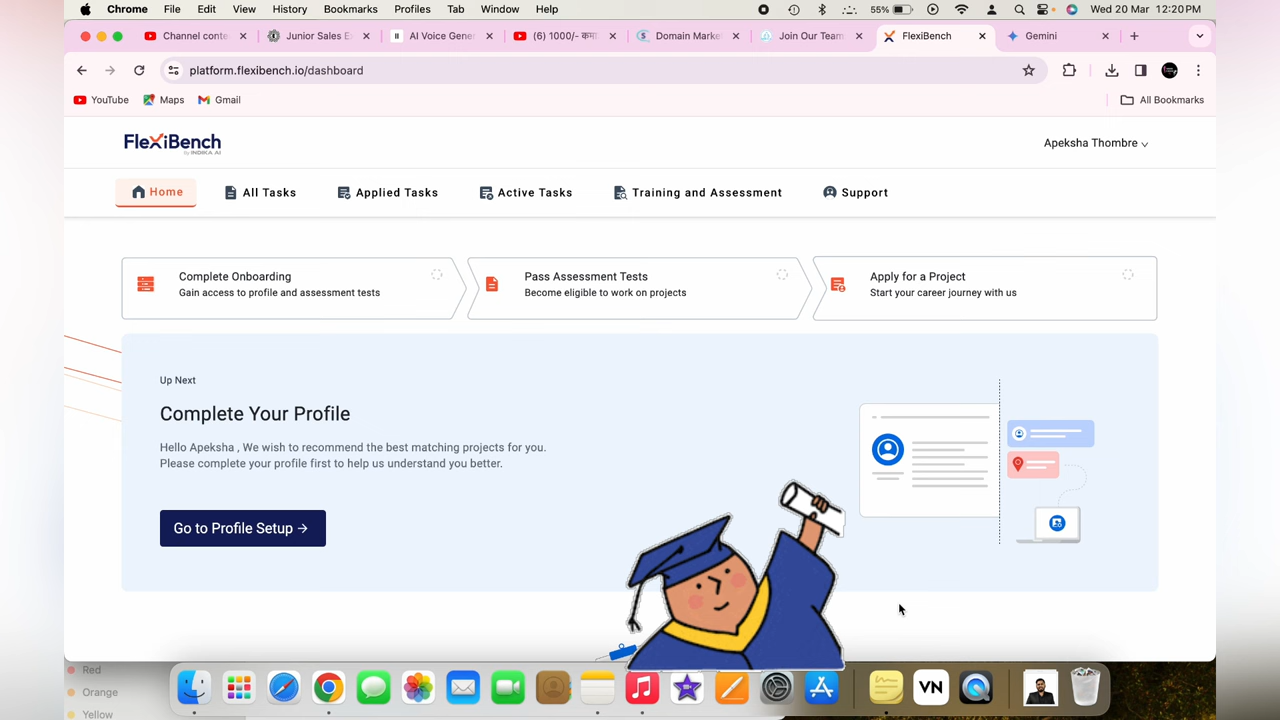 Chrome File Edit View History Bookmarks Profiles Tab Window Help 55% Wed 20 Mar 12:20 PM
Channel conte Junior Sales E AI Voice Gener (6) 1000/- कमा Domain Marke Join Our Team FlexiBench Gemini
platform.flexibench.io/dashboard
YouTube Maps Gmail All Bookmarks
FlexiBench
by INDIKA AI
Apeksha Thombre
Home All Tasks Applied Tasks Active Tasks Training and Assessment Support
Complete Onboarding
Gain access to profile and assessment tests
Pass Assessment Tests
Become eligible to work on projects
Apply for a Project
Start your career journey with us
Up Next
Complete Your Profile
Hello Apeksha , We wish to recommend the best matching projects for you.
Please complete your profile first to help us understand you better.
Go to Profile Setup →
Red
Orange
Yellow
VN